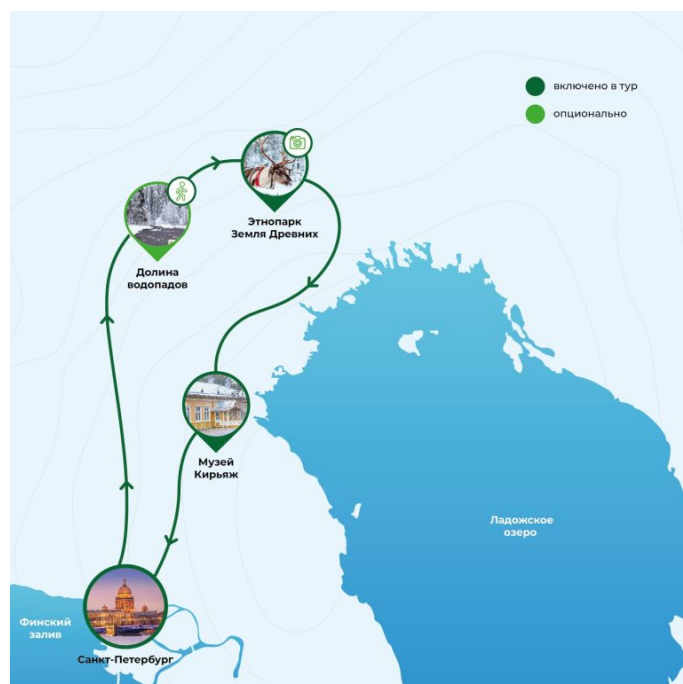 включено в тур
опционально
Этнопарк
Земля Древних
Долина
водопадов
Музей
Кирьяж
Ладожское
озеро
Финский
залив
Санкт-Петербург